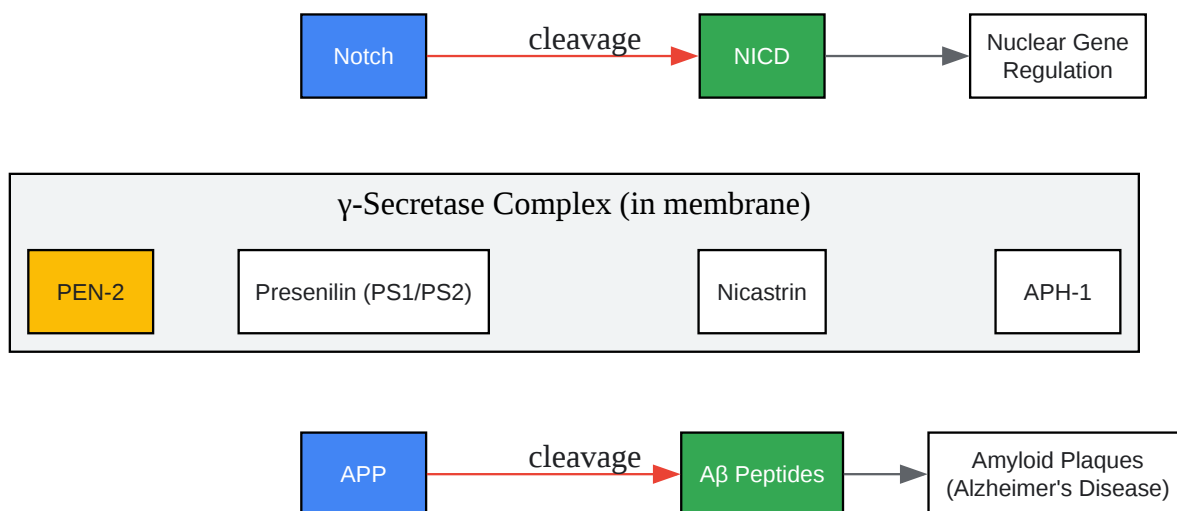 Notch
cleavage
NICD
Nuclear Gene
Regulation
γ-Secretase Complex (in membrane)
PEN-2
Presenilin (PS1/PS2)
Nicastrin
APH-1
APP
cleavage
Aβ Peptides
Amyloid Plaques
(Alzheimer's Disease)